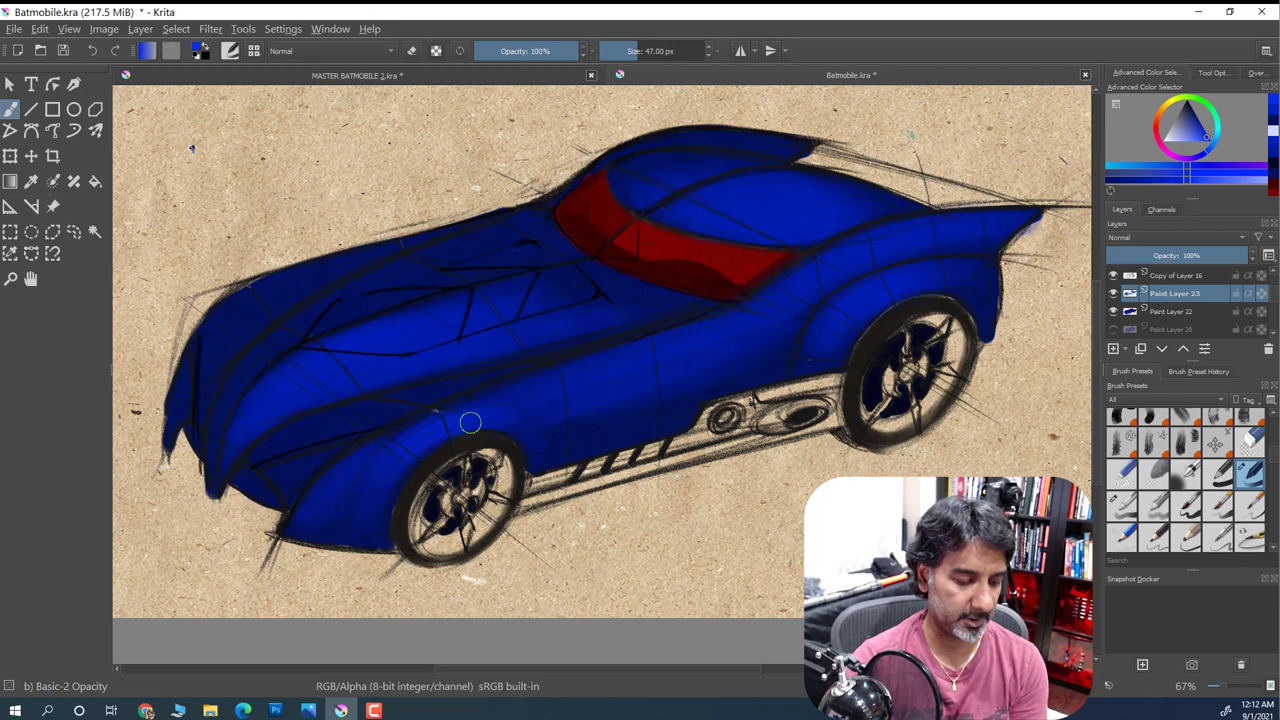 Batmobile.kra (217.5 MiB) * - Krita
File Edit View Image Layer Select Filter Tools Settings Window Help
Normal
Opacity: 100%
Size: 47.00 px
MASTER BATMOBILE 2.kra *
Batmobile.kra *
Advanced Color Sele...
Tool Opt...
Over...
Advanced Color Selector
Layers
Channels
Layers
Normal
Opacity: 100%
Copy of Layer 16
Paint Layer 23
Paint Layer 22
Paint Layer 20
Brush Presets
Brush Preset History
Brush Presets
All
Tag
Search
Snapshot Docker
b) Basic-2 Opacity
RGB/Alpha (8-bit integer/channel) sRGB built-in
67%
12:12 AM
9/1/2021